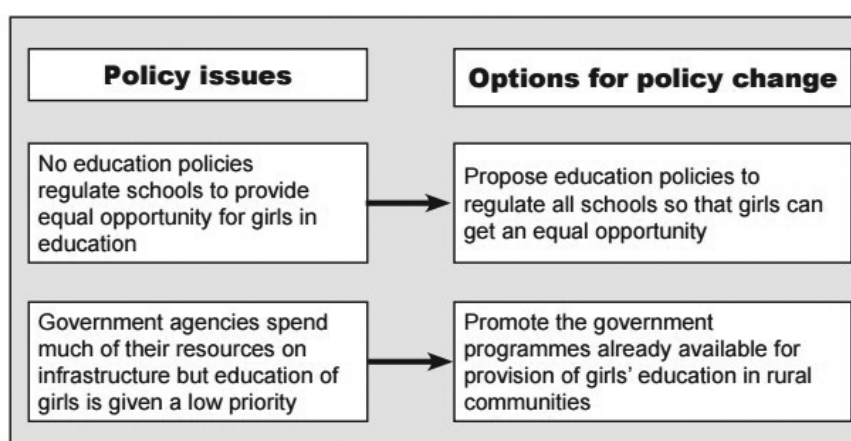 Policy issues
Options for policy change
No education policies
regulate schools to provide
equal opportunity for girls in
education
Propose education policies to
regulate all schools so that girls can
get an equal opportunity
Government agencies spend
much of their resources on
infrastructure but education of
girls is given a low priority
Promote the government
programmes already available for
provision of girls’ education in rural
communities